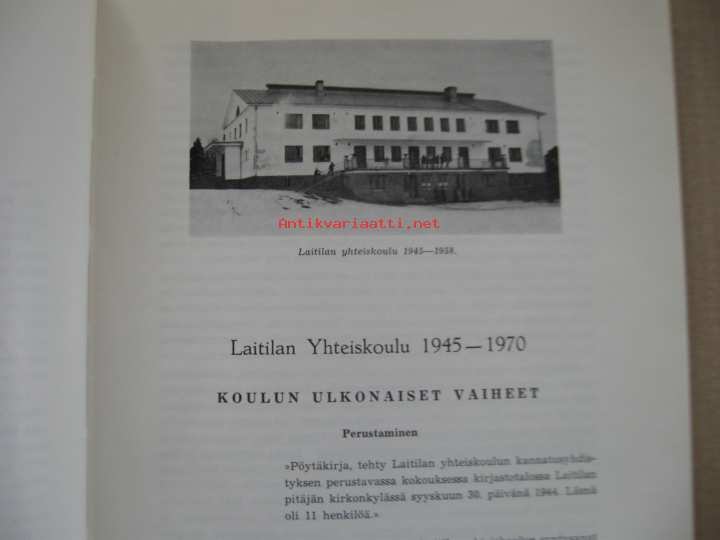 Antikvariaatti.net
Laitilan yhteiskoulu 1945—1958.
Laitilan Yhteiskoulu 1945—1970
KOULUN ULKONAISET VAIHEET
Perustaminen
»Pöytäkirja, tehty Laitilan yhteiskoulun kannatusyhdis-
tyksen perustavassa kokouksessa kirjastotalossa Laitilan
pitäjän kirkonkylässä syyskuun 30. päivänä 1944. Läsnä
oli 11 henkilöä.»